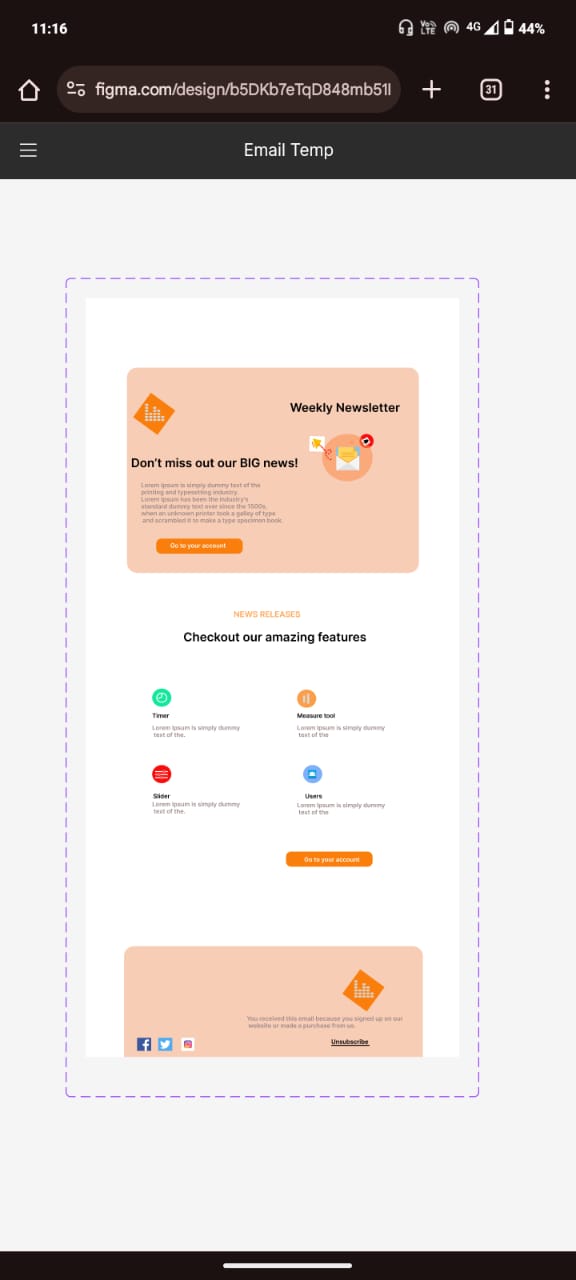 11:16
Vo))
LTE
4G
44%
figma.com/design/b5DKb7eTqD848mb51l
31
Email Temp
Weekly Newsletter
Don't miss out our BIG news!
Lorem Ipsum is simply dummy text of the
printing and typesetting industry.
Lorem Ipsum has been the industry's
standard dummy text ever since the 1500s,
when an unknown printer took a galley of type
and scrambled it to make a type specimen book.
Go to your account
NEWS RELEASES
Checkout our amazing features
Timer
Lorem Ipsum is simply dummy
text of the.
Measure tool
Lorem Ipsum is simply dummy
text of the
Slider
Lorem Ipsum is simply dummy
text of the.
Users
Lorem Ipsum is simply dummy
text of the
Go to your account
You received this email because you signed up on our
website or made a purchase from us.
Unsubscribe